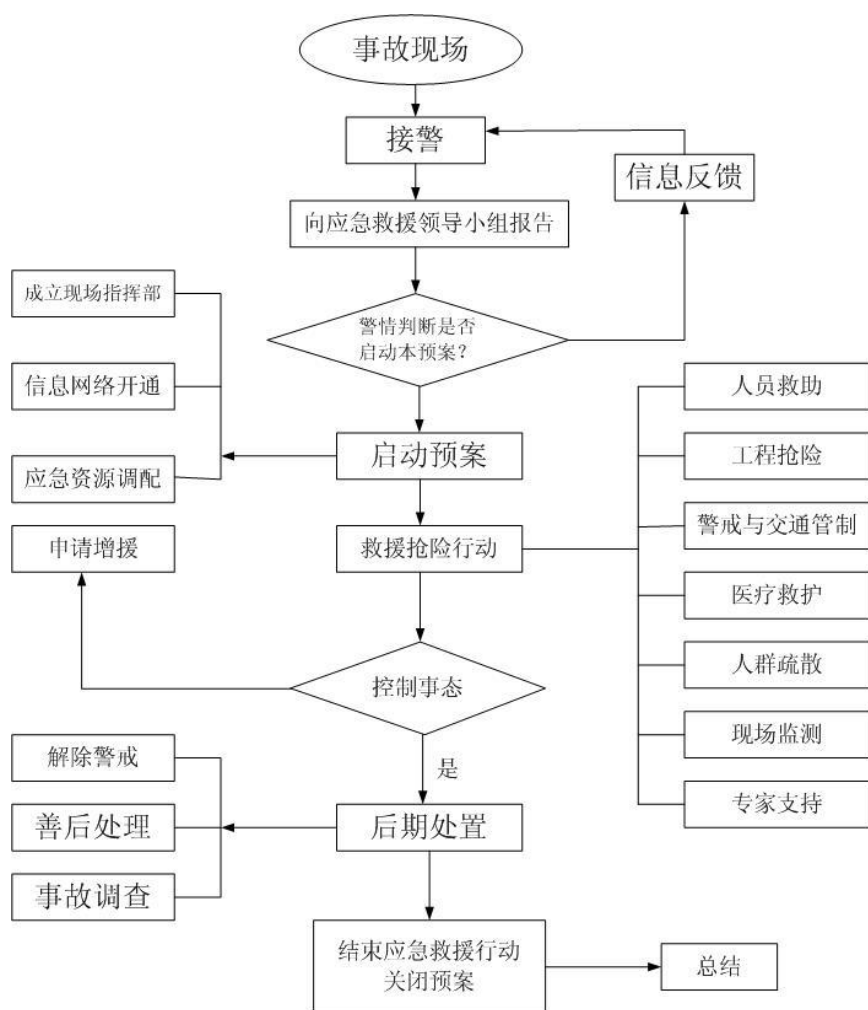 事故现场
接警
信息反馈
向应急救援领导小组报告
成立现场指挥部
警情判断是否
启动本预案?
信息网络开通
人员救助
启动预案
工程抢险
应急资源调配
警戒与交通管制
申请增援
救援抢险行动
医疗救护
人群疏散
控制事态
现场监测
解除警戒
是
专家支持
善后处理
后期处置
事故调查
结束应急救援行动
关闭预案
总结